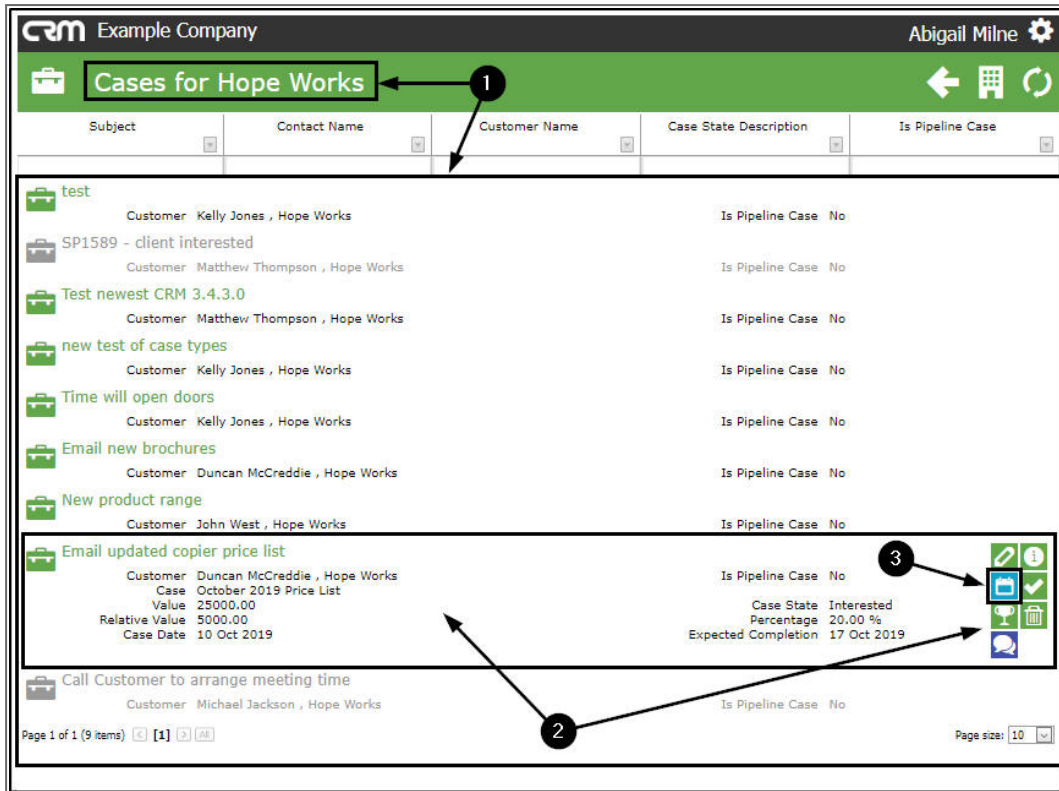 CRM Example Company Abigail Milne
Cases for Hope Works 1
Subject Contact Name Customer Name Case State Description Is Pipeline Case
test
Customer Kelly Jones , Hope Works Is Pipeline Case No
SP1589 - client interested
Customer Matthew Thompson , Hope Works Is Pipeline Case No
Test newest CRM 3.4.3.0
Customer Matthew Thompson , Hope Works Is Pipeline Case No
new test of case types
Customer Kelly Jones , Hope Works Is Pipeline Case No
Time will open doors
Customer Kelly Jones , Hope Works Is Pipeline Case No
Email new brochures
Customer Duncan McCreddie , Hope Works Is Pipeline Case No
New product range
Customer John West , Hope Works Is Pipeline Case No
Email updated copier price list 3
Customer Duncan McCreddie , Hope Works Is Pipeline Case No
Case October 2019 Price List
Value 25000.00 Case State Interested
Relative Value 5000.00 Percentage 20.00 %
Case Date 10 Oct 2019 Expected Completion 17 Oct 2019
Call Customer to arrange meeting time
Customer Michael Jackson , Hope Works Is Pipeline Case No
2
Page 1 of 1 (9 items) [1] All Page size: 10